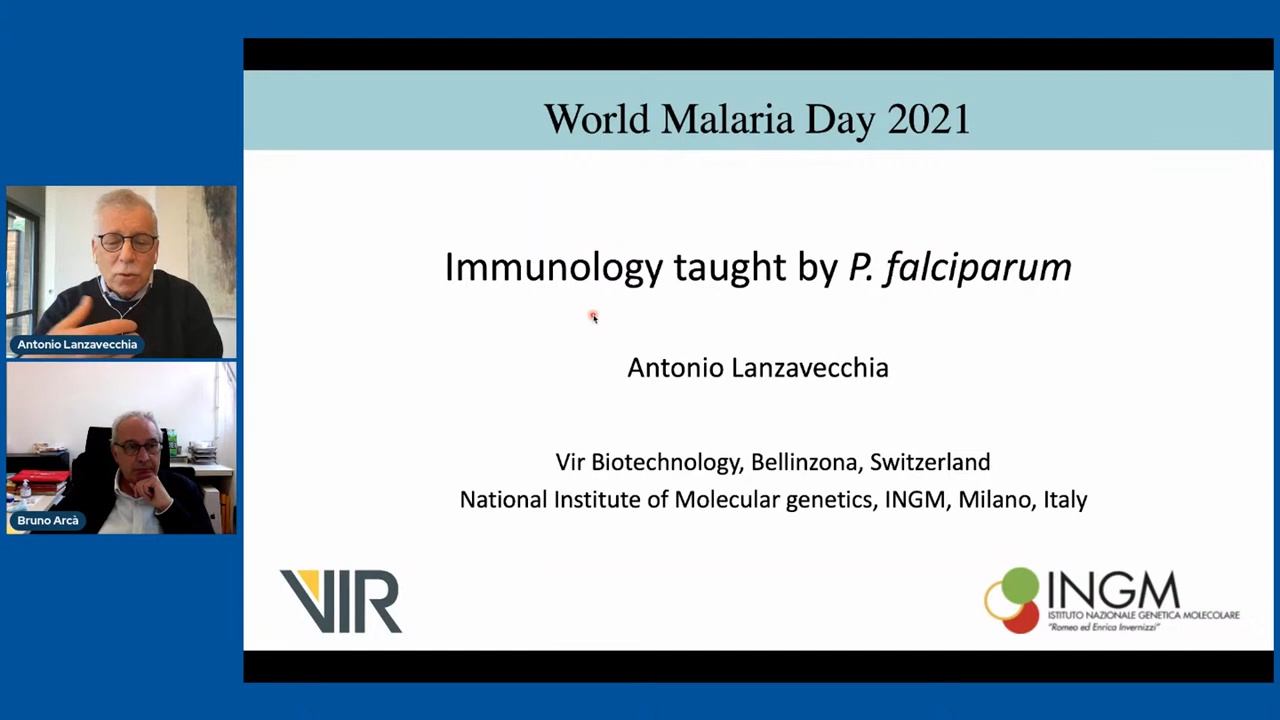 World Malaria Day 2021
Immunology taught by P. falciparum
Antonio Lanzavecchia
Vir Biotechnology, Bellinzona, Switzerland
National Institute of Molecular genetics, INGM, Milano, Italy
VIR
INGM
ISTITUTO NAZIONALE GENETICA MOLECOLARE
"Romeo ed Enrica Invernizzi"
Antonio Lanzavecchia
Bruno Arcà